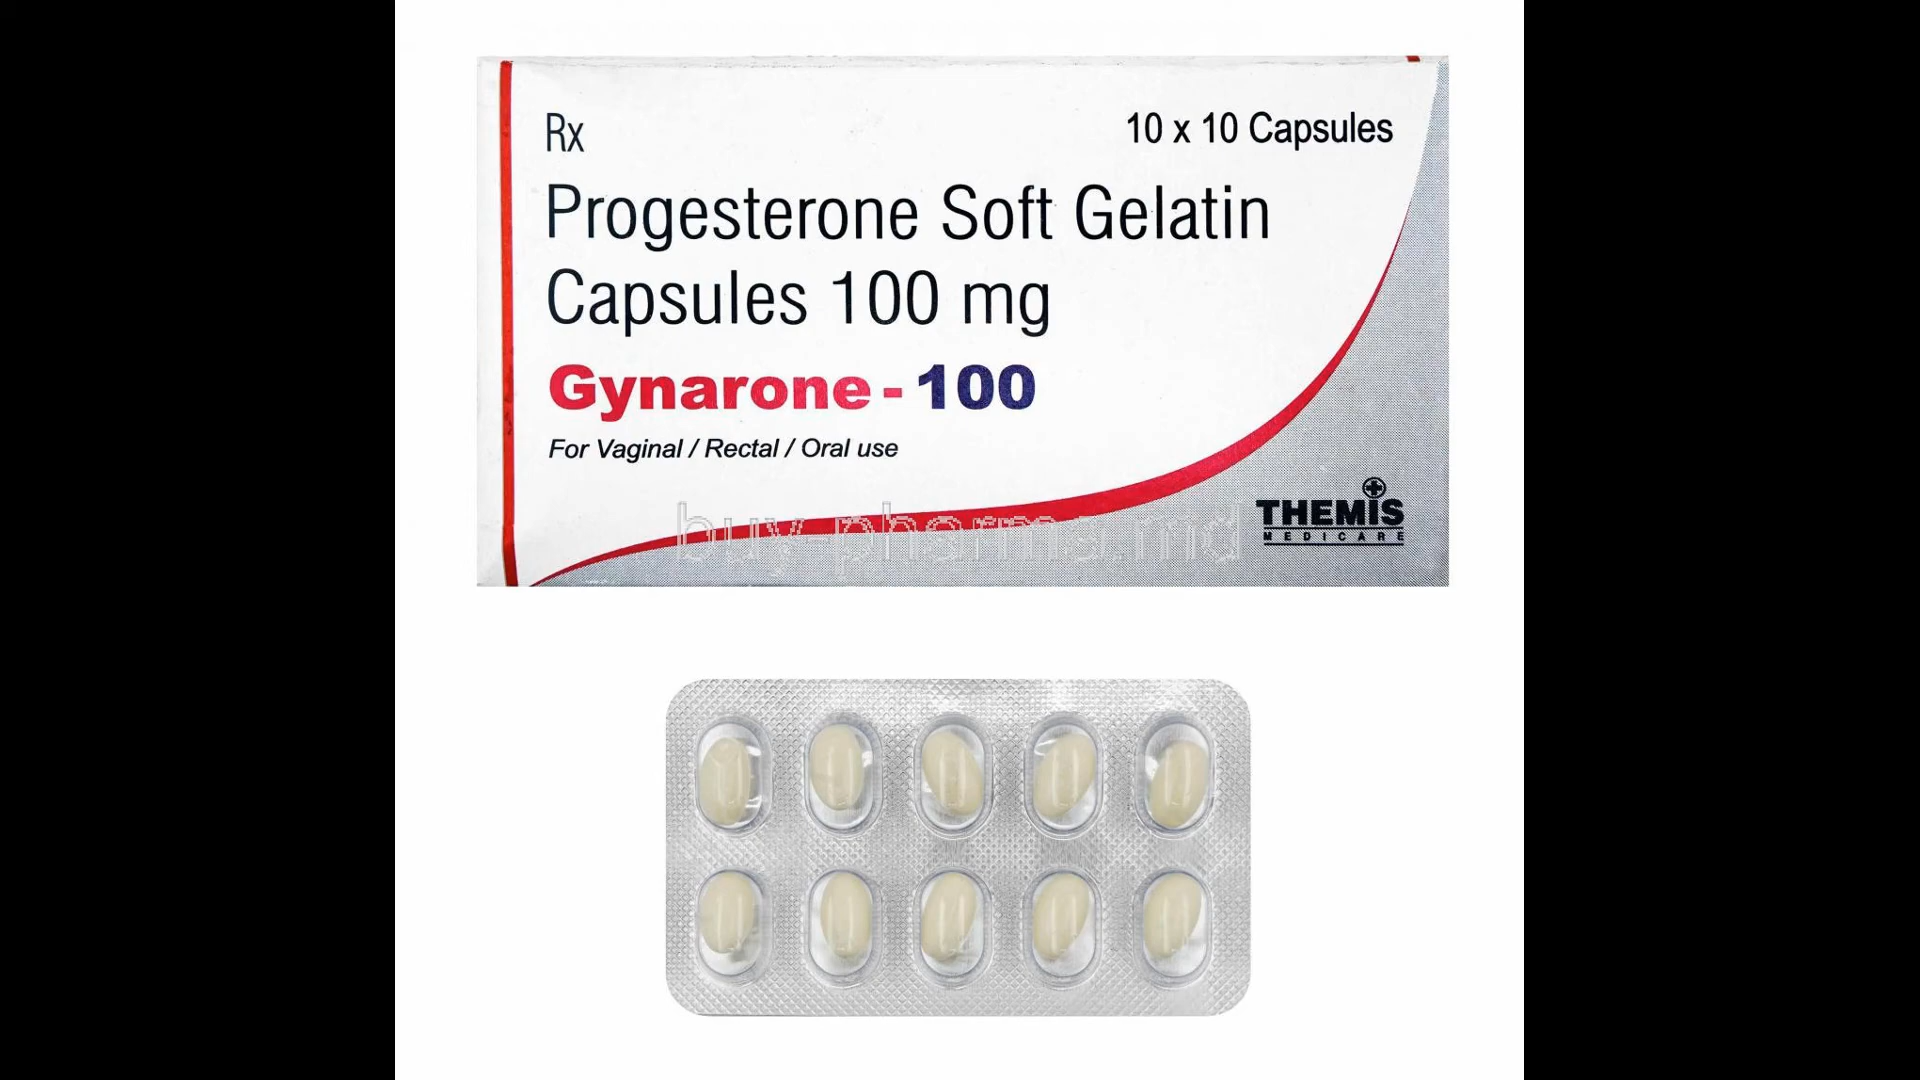 Rx
10 x 10 Capsules
Progesterone Soft Gelatin
Capsules 100 mg
Gynarone - 100
For Vaginal / Rectal / Oral use
buy-pharma.md
THEMIS
MEDICARE